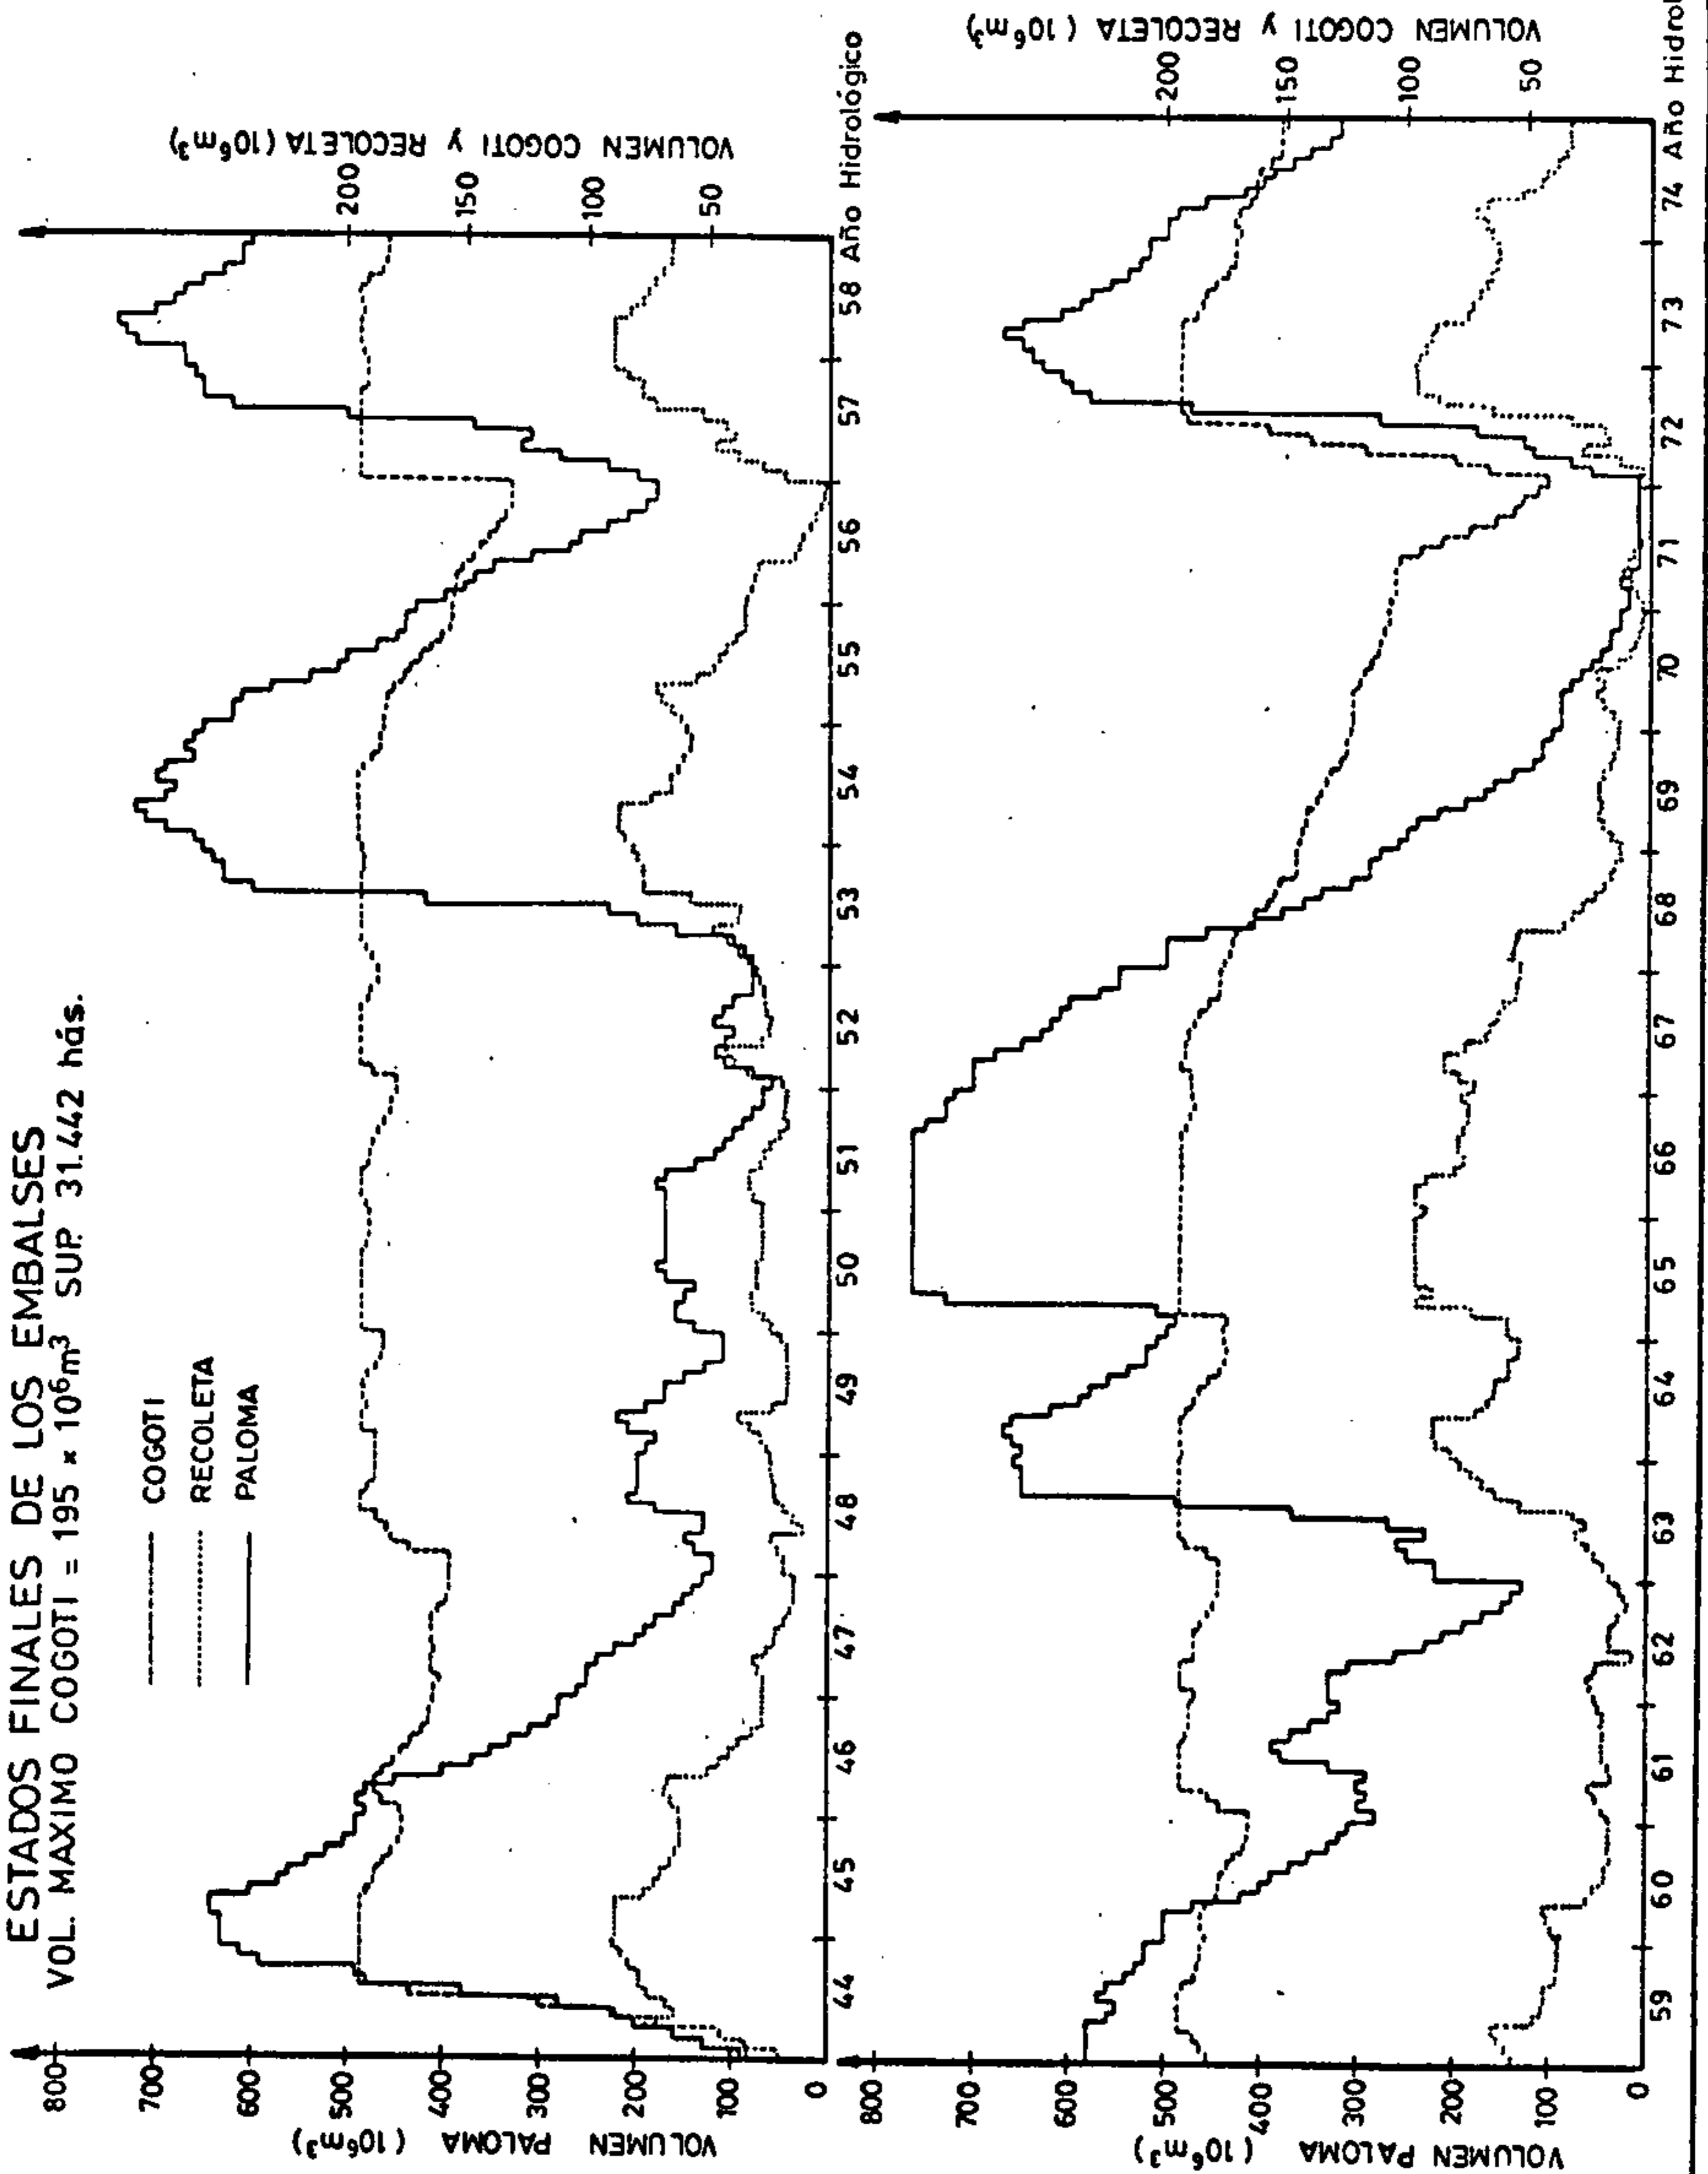 ESTADOS FINALES DE LOS EMBALSES
VOL. MAXIMO COGOTI = 195 x 10⁶m³ SUP. 31.442 hás.
COGOTI
RECOLETA
PALOMA
VOLUMEN PALOMA
(10⁶m³)
800
700
600
500
400
300
200
100
0
VOLUMEN COGOTI y RECOLETA (10⁶m³)
200
150
100
50
44 45 46 47 48 49 50 51 52 53 54 55 56 57 58 Año Hidrológico
VOLUMEN PALOMA
(10⁶m³)
800
700
600
500
400
300
200
100
0
VOLUMEN COGOTI y RECOLETA (10⁶m³)
200
150
100
50
59 60 61 62 63 64 65 66 67 68 69 70 71 72 73 74 Año Hidrol